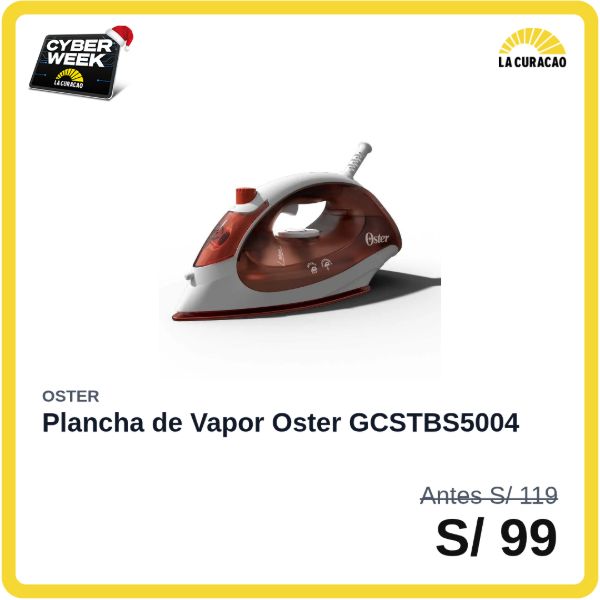 CYBER
WEEK
LA CURACAO
LA CURACAO
Oster
OSTER
Plancha de Vapor Oster GCSTBS5004
Antes S/ 119
S/ 99